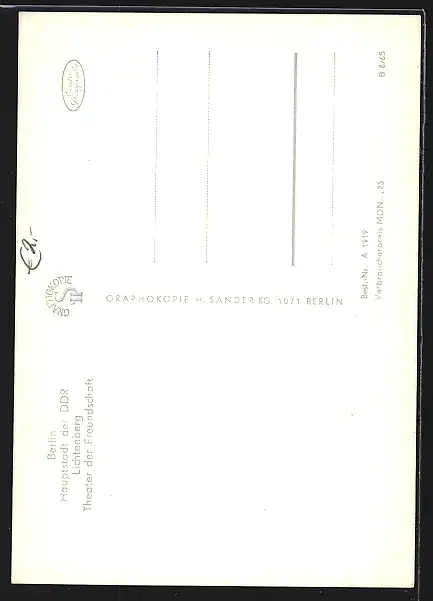 Berlin
Hauptstadt der DDR
Lichtenberg
Theater der Freundschaft
€ 2,-
GRAPHOKOPIE
H S
GRAPHOKOPIE H. SANDER KG. 1071 BERLIN
Best.-Nr. A 1919
Verbraucherpreis MDN -,25
B 8/65